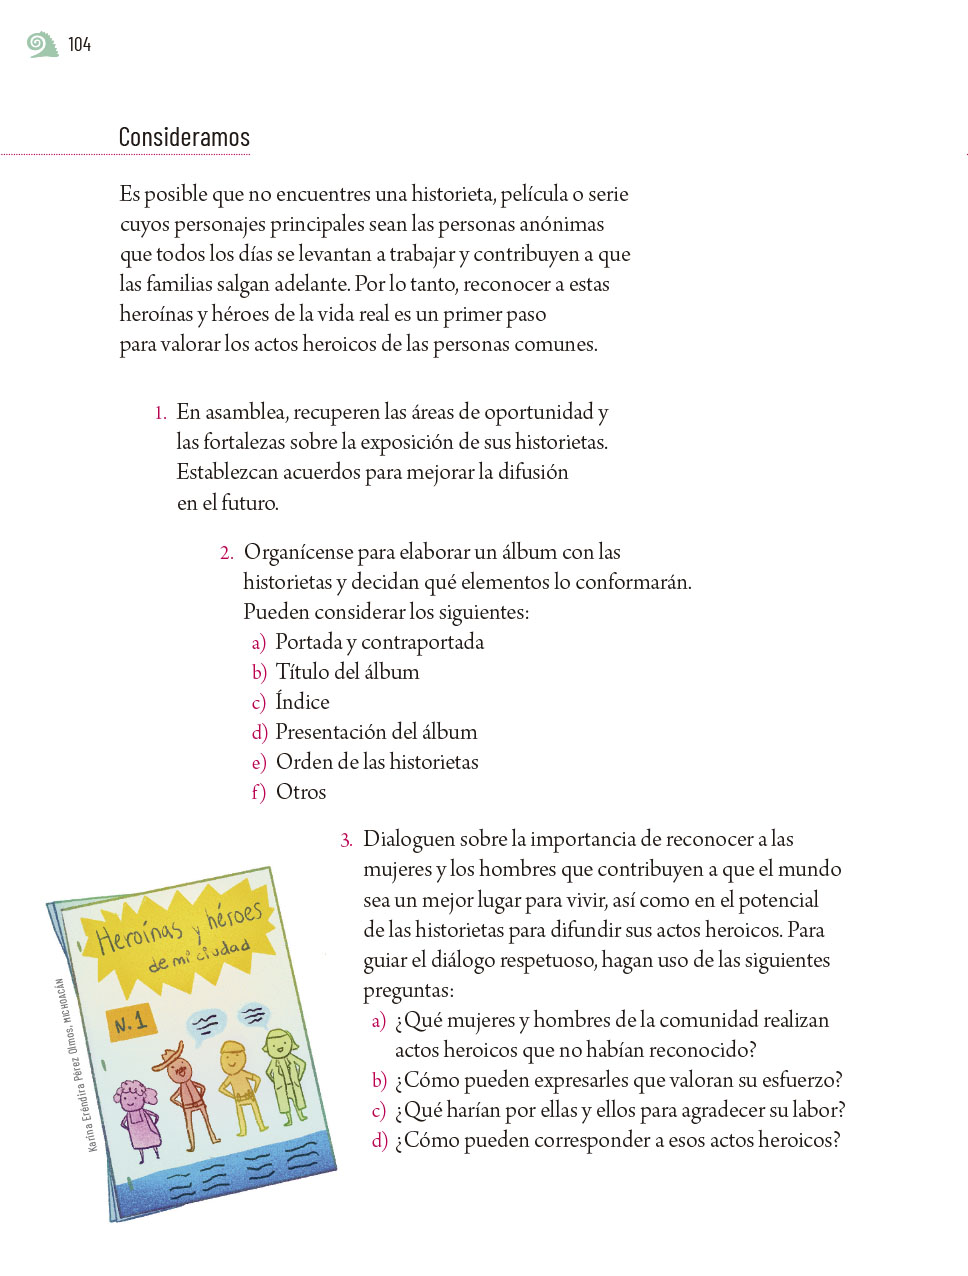 104
Consideramos
Es posible que no encuentres una historieta, película o serie
cuyos personajes principales sean las personas anónimas
que todos los días se levantan a trabajar y contribuyen a que
las familias salgan adelante. Por lo tanto, reconocer a estas
heroínas y héroes de la vida real es un primer paso
para valorar los actos heroicos de las personas comunes.
1. En asamblea, recuperen las áreas de oportunidad y
las fortalezas sobre la exposición de sus historietas.
Establezcan acuerdos para mejorar la difusión
en el futuro.
2. Organícense para elaborar un álbum con las
historietas y decidan qué elementos lo conformarán.
Pueden considerar los siguientes:
a) Portada y contraportada
b) Título del álbum
c) Índice
d) Presentación del álbum
e) Orden de las historietas
f) Otros
3. Dialoguen sobre la importancia de reconocer a las
mujeres y los hombres que contribuyen a que el mundo
sea un mejor lugar para vivir, así como en el potencial
de las historietas para difundir sus actos heroicos. Para
guiar el diálogo respetuoso, hagan uso de las siguientes
preguntas:
a) ¿Qué mujeres y hombres de la comunidad realizan
actos heroicos que no habían reconocido?
b) ¿Cómo pueden expresarles que valoran su esfuerzo?
c) ¿Qué harían por ellas y ellos para agradecer su labor?
d) ¿Cómo pueden corresponder a esos actos heroicos?
Heroínas y héroes
de mi ciudad
N. 1
Karina Eréndira Pérez Olmos, MICHOACÁN